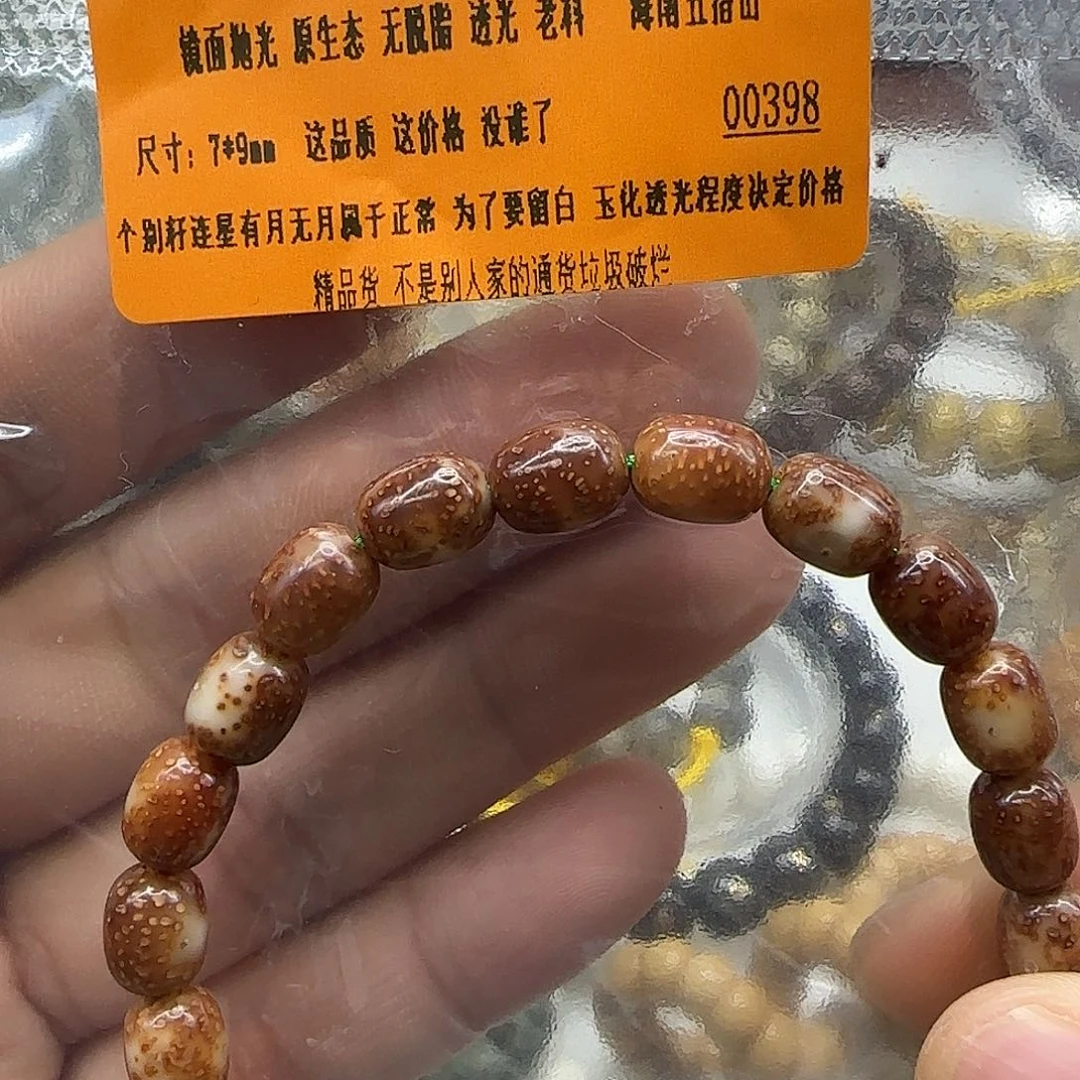 镜面抛光 原生态 无脱脂 透光 老料 海南五指山
00398
尺寸：7*9mm 这品质 这价格 没谁了
个别籽连星有月无月属于正常 为了要留白 玉化透光程度决定价格
精品货 不是别人家的通货垃圾破烂